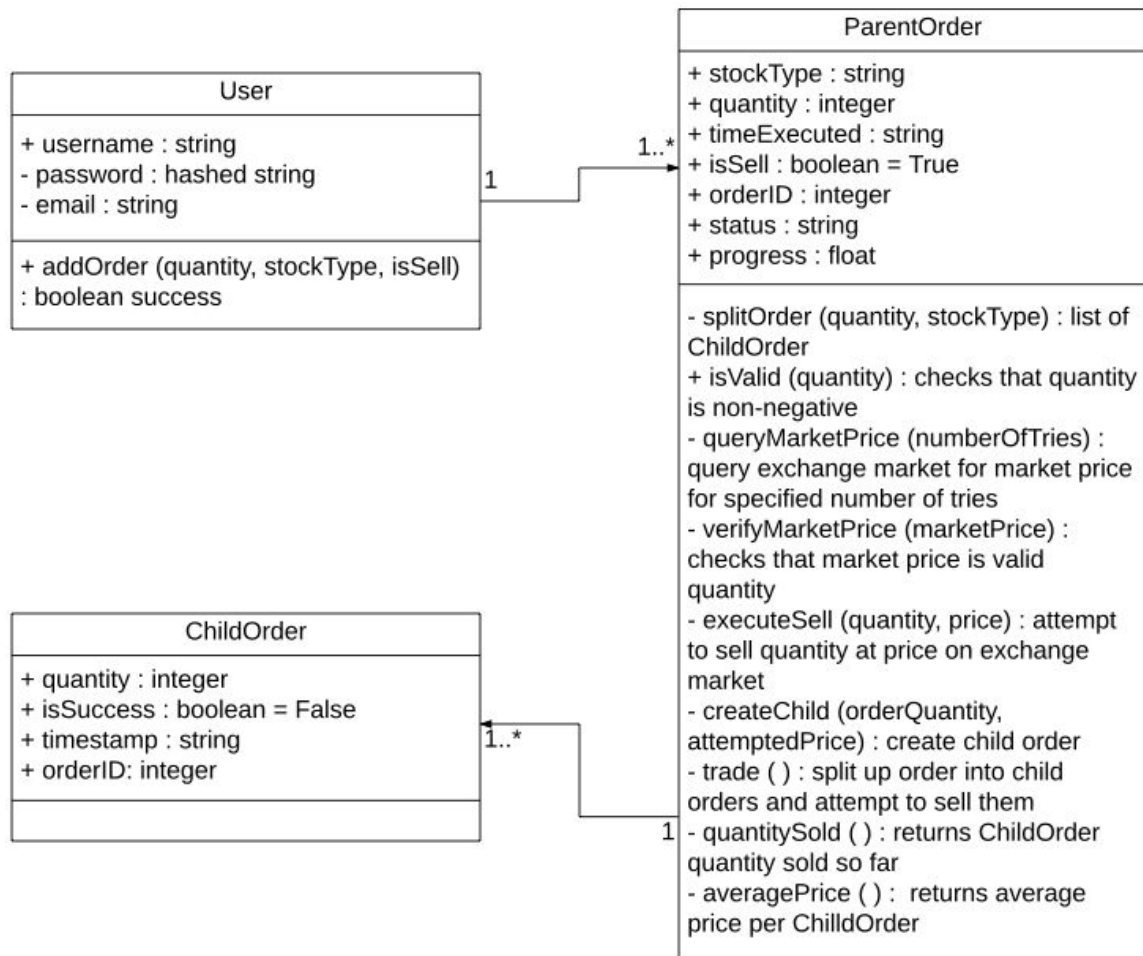 User
+ username : string
- password : hashed string
- email : string
+ addOrder (quantity, stockType, isSell)
: boolean success
1
1..*
ParentOrder
+ stockType : string
+ quantity : integer
+ timeExecuted : string
+ isSell : boolean = True
+ orderID : integer
+ status : string
+ progress : float
- splitOrder (quantity, stockType) : list of
ChildOrder
+ isValid (quantity) : checks that quantity
is non-negative
- queryMarketPrice (numberOfTries) :
query exchange market for market price
for specified number of tries
- verifyMarketPrice (marketPrice) :
checks that market price is valid
quantity
- executeSell (quantity, price) : attempt
to sell quantity at price on exchange
market
- createChild (orderQuantity,
attemptedPrice) : create child order
- trade ( ) : split up order into child
orders and attempt to sell them
- quantitySold ( ) : returns ChildOrder
quantity sold so far
- averagePrice ( ) :  returns average
price per ChilldOrder
1
1..*
ChildOrder
+ quantity : integer
+ isSuccess : boolean = False
+ timestamp : string
+ orderID: integer